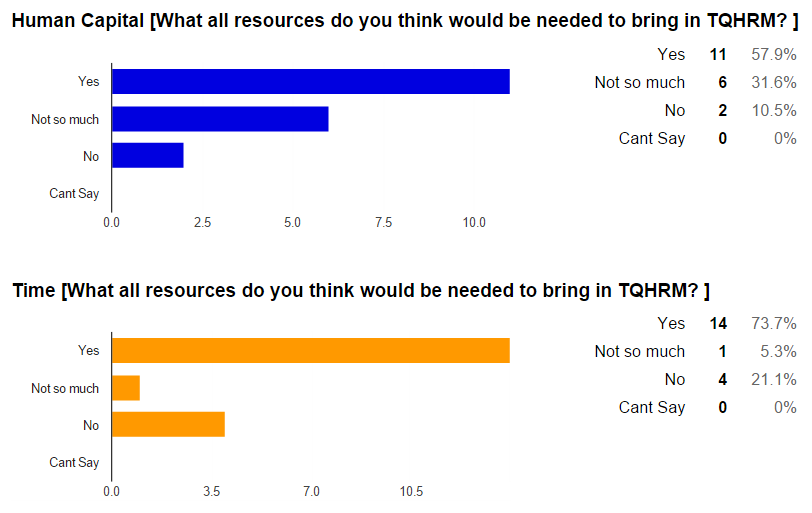 Human Capital [What all resources do you think would be needed to bring in TQHRM? ]
Yes 11 57.9%
Not so much 6 31.6%
No 2 10.5%
Cant Say 0 0%
Yes
Not so much
No
Cant Say
0.0 2.5 5.0 7.5 10.0
Time [What all resources do you think would be needed to bring in TQHRM? ]
Yes 14 73.7%
Not so much 1 5.3%
No 4 21.1%
Cant Say 0 0%
Yes
Not so much
No
Cant Say
0.0 3.5 7.0 10.5